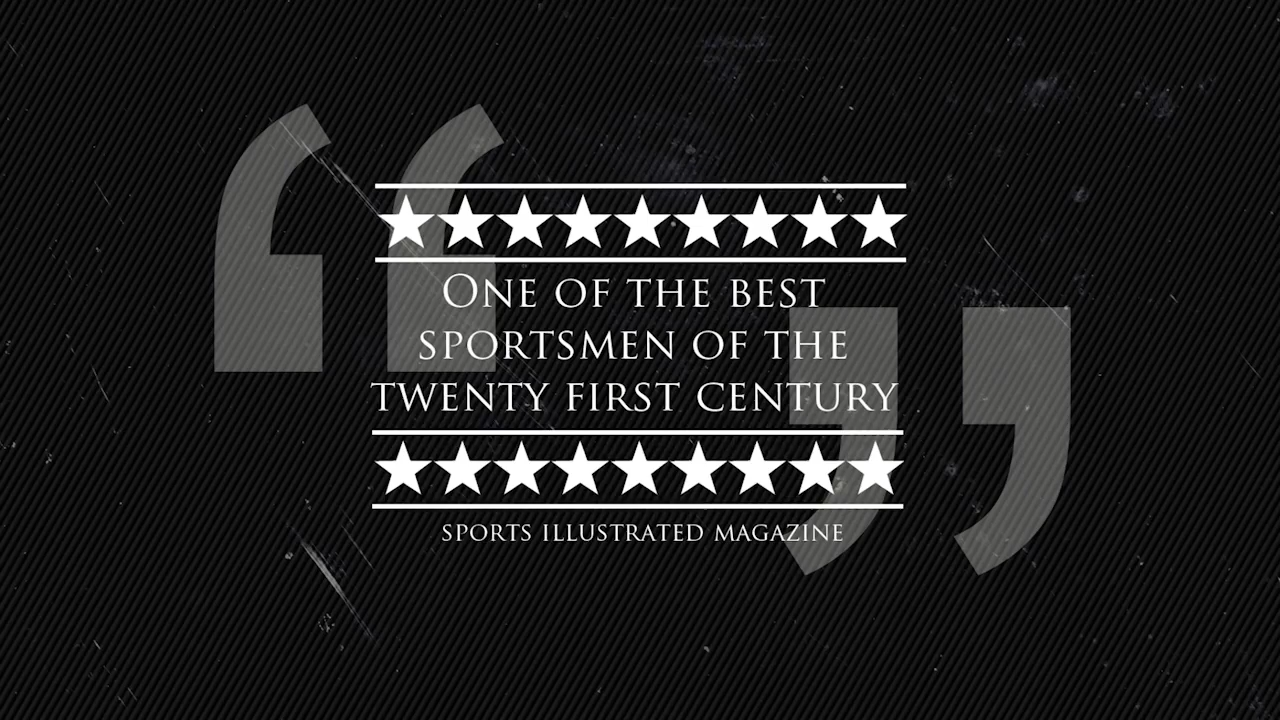 One of the best
sportsmen of the
twenty first century
sports illustrated magazine